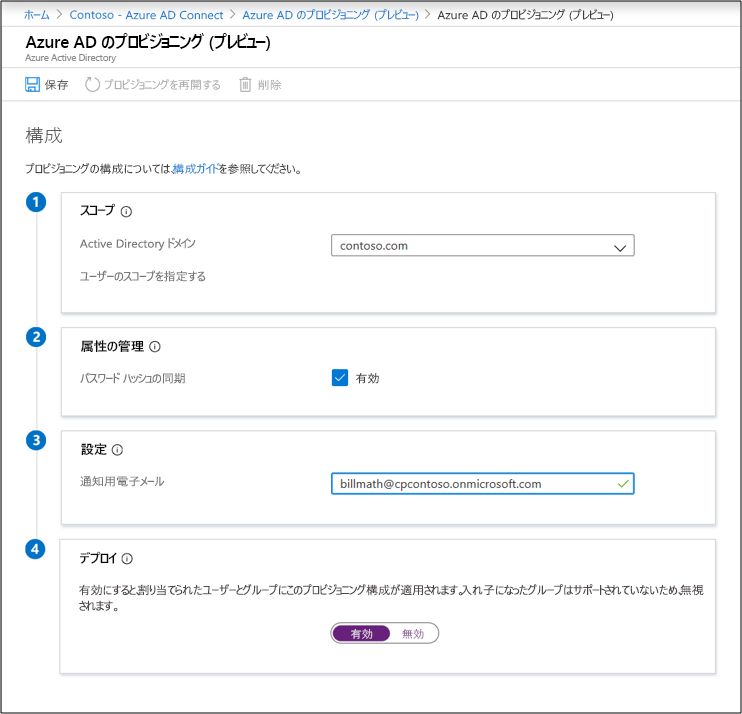 ホーム > Contoso - Azure AD Connect > Azure AD のプロビジョニング (プレビュー) > Azure AD のプロビジョニング (プレビュー)
Azure AD のプロビジョニング (プレビュー)
Azure Active Directory
保存 プロビジョニングを再開する 削除
構成
プロビジョニングの構成については、構成ガイドを参照してください。
1 スコープ
Active Directory ドメイン contoso.com
ユーザーのスコープを指定する
2 属性の管理
パスワード ハッシュの同期 有効
3 設定
通知用電子メール billmath@cpcontoso.onmicrosoft.com
4 デプロイ
有効にすると、割り当てられたユーザーとグループにこのプロビジョニング構成が適用されます。入れ子になったグループはサポートされていないため、無視
されます。
有効 無効